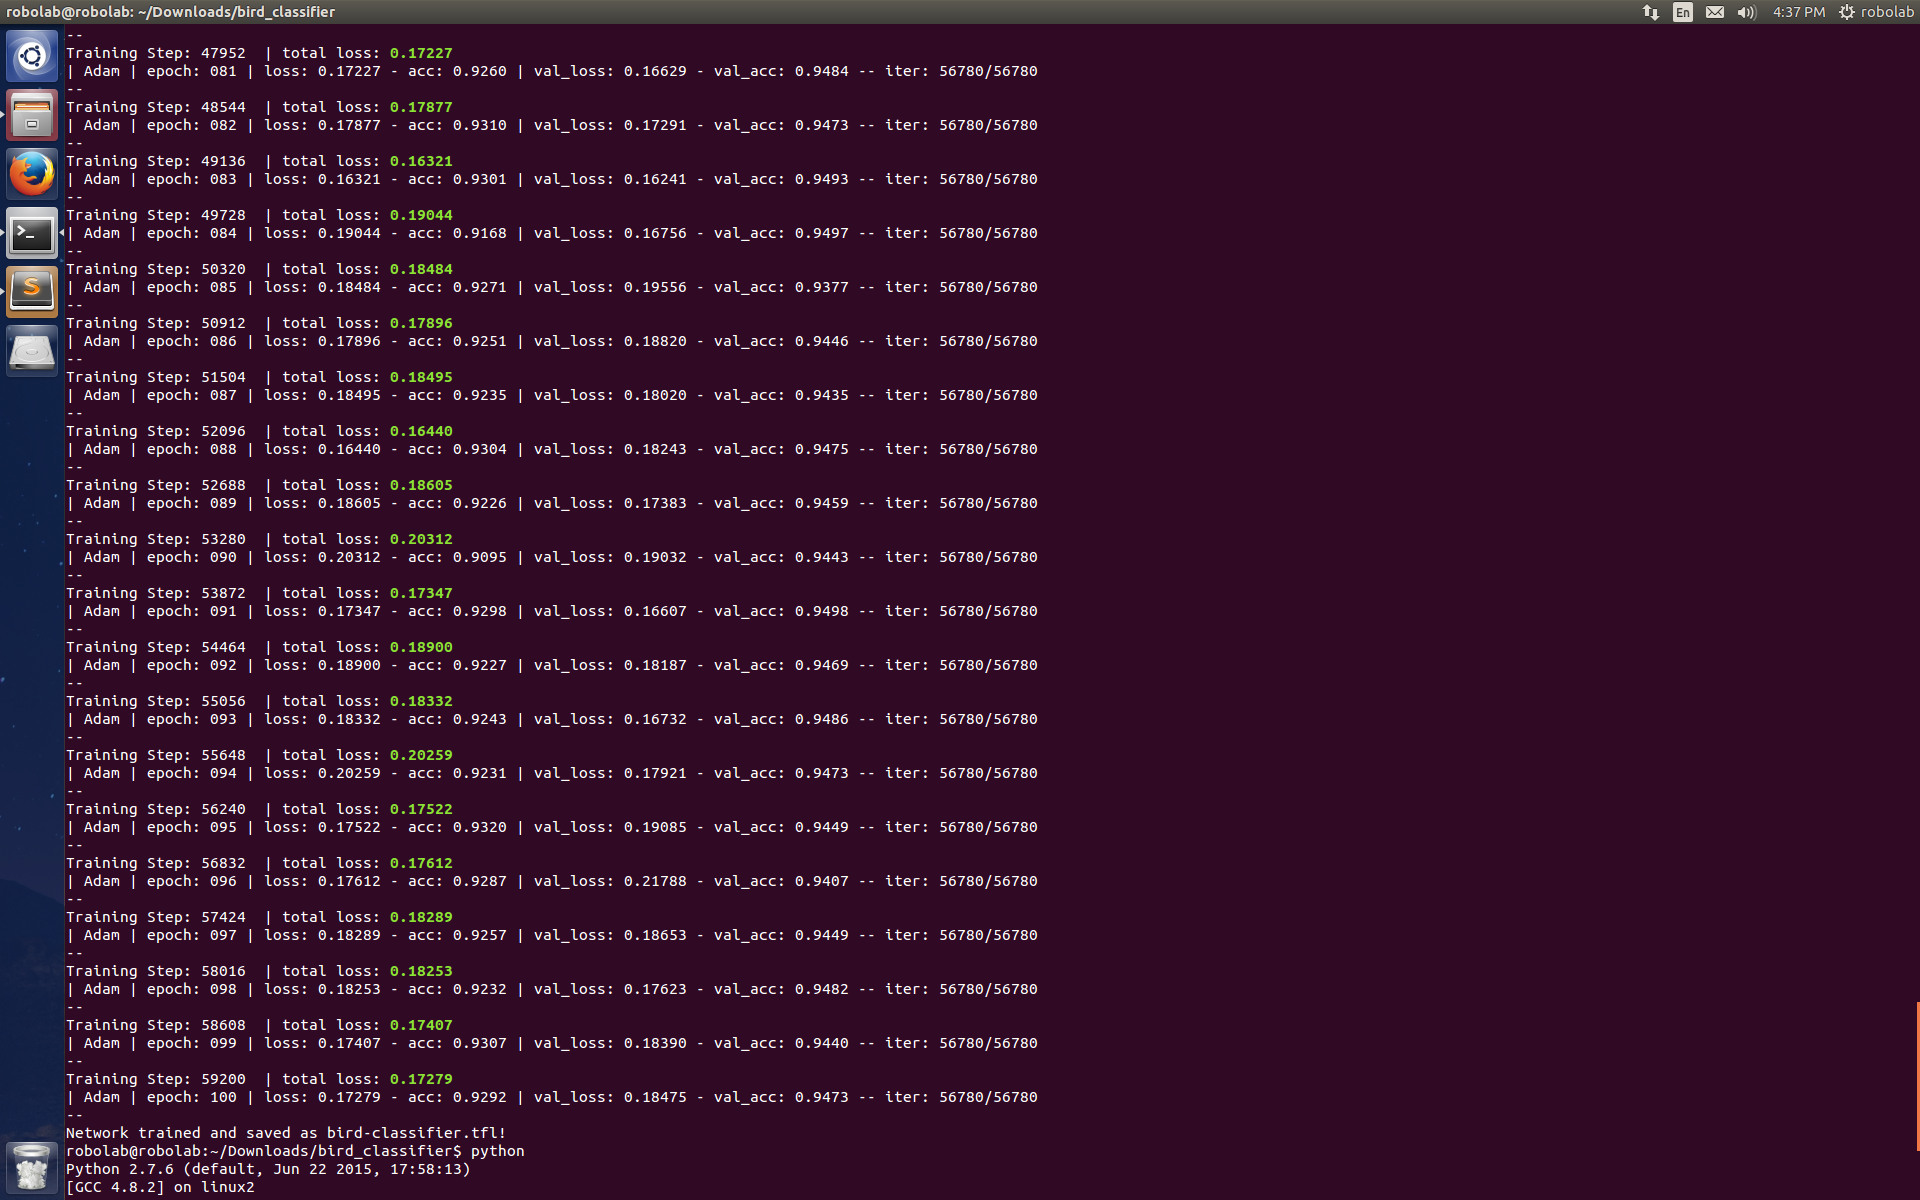 robolab@robolab: ~/Downloads/bird_classifier
En
4:37 PM
robolab
--
Training Step: 47952  | total loss: 0.17227
| Adam | epoch: 081 | loss: 0.17227 - acc: 0.9260 | val_loss: 0.16629 - val_acc: 0.9484 -- iter: 56780/56780
--
Training Step: 48544  | total loss: 0.17877
| Adam | epoch: 082 | loss: 0.17877 - acc: 0.9310 | val_loss: 0.17291 - val_acc: 0.9473 -- iter: 56780/56780
--
Training Step: 49136  | total loss: 0.16321
| Adam | epoch: 083 | loss: 0.16321 - acc: 0.9301 | val_loss: 0.16241 - val_acc: 0.9493 -- iter: 56780/56780
--
Training Step: 49728  | total loss: 0.19044
| Adam | epoch: 084 | loss: 0.19044 - acc: 0.9168 | val_loss: 0.16756 - val_acc: 0.9497 -- iter: 56780/56780
--
Training Step: 50320  | total loss: 0.18484
| Adam | epoch: 085 | loss: 0.18484 - acc: 0.9271 | val_loss: 0.19556 - val_acc: 0.9377 -- iter: 56780/56780
--
Training Step: 50912  | total loss: 0.17896
| Adam | epoch: 086 | loss: 0.17896 - acc: 0.9251 | val_loss: 0.18820 - val_acc: 0.9446 -- iter: 56780/56780
--
Training Step: 51504  | total loss: 0.18495
| Adam | epoch: 087 | loss: 0.18495 - acc: 0.9235 | val_loss: 0.18020 - val_acc: 0.9435 -- iter: 56780/56780
--
Training Step: 52096  | total loss: 0.16440
| Adam | epoch: 088 | loss: 0.16440 - acc: 0.9304 | val_loss: 0.18243 - val_acc: 0.9475 -- iter: 56780/56780
--
Training Step: 52688  | total loss: 0.18605
| Adam | epoch: 089 | loss: 0.18605 - acc: 0.9226 | val_loss: 0.17383 - val_acc: 0.9459 -- iter: 56780/56780
--
Training Step: 53280  | total loss: 0.20312
| Adam | epoch: 090 | loss: 0.20312 - acc: 0.9095 | val_loss: 0.19032 - val_acc: 0.9443 -- iter: 56780/56780
--
Training Step: 53872  | total loss: 0.17347
| Adam | epoch: 091 | loss: 0.17347 - acc: 0.9298 | val_loss: 0.16607 - val_acc: 0.9498 -- iter: 56780/56780
--
Training Step: 54464  | total loss: 0.18900
| Adam | epoch: 092 | loss: 0.18900 - acc: 0.9227 | val_loss: 0.18187 - val_acc: 0.9469 -- iter: 56780/56780
--
Training Step: 55056  | total loss: 0.18332
| Adam | epoch: 093 | loss: 0.18332 - acc: 0.9243 | val_loss: 0.16732 - val_acc: 0.9486 -- iter: 56780/56780
--
Training Step: 55648  | total loss: 0.20259
| Adam | epoch: 094 | loss: 0.20259 - acc: 0.9231 | val_loss: 0.17921 - val_acc: 0.9473 -- iter: 56780/56780
--
Training Step: 56240  | total loss: 0.17522
| Adam | epoch: 095 | loss: 0.17522 - acc: 0.9320 | val_loss: 0.19085 - val_acc: 0.9449 -- iter: 56780/56780
--
Training Step: 56832  | total loss: 0.17612
| Adam | epoch: 096 | loss: 0.17612 - acc: 0.9287 | val_loss: 0.21788 - val_acc: 0.9407 -- iter: 56780/56780
--
Training Step: 57424  | total loss: 0.18289
| Adam | epoch: 097 | loss: 0.18289 - acc: 0.9257 | val_loss: 0.18653 - val_acc: 0.9449 -- iter: 56780/56780
--
Training Step: 58016  | total loss: 0.18253
| Adam | epoch: 098 | loss: 0.18253 - acc: 0.9232 | val_loss: 0.17623 - val_acc: 0.9482 -- iter: 56780/56780
--
Training Step: 58608  | total loss: 0.17407
| Adam | epoch: 099 | loss: 0.17407 - acc: 0.9307 | val_loss: 0.18390 - val_acc: 0.9440 -- iter: 56780/56780
--
Training Step: 59200  | total loss: 0.17279
| Adam | epoch: 100 | loss: 0.17279 - acc: 0.9292 | val_loss: 0.18475 - val_acc: 0.9473 -- iter: 56780/56780
--
Network trained and saved as bird-classifier.tfl!
robolab@robolab:~/Downloads/bird_classifier$ python
Python 2.7.6 (default, Jun 22 2015, 17:58:13)
[GCC 4.8.2] on linux2